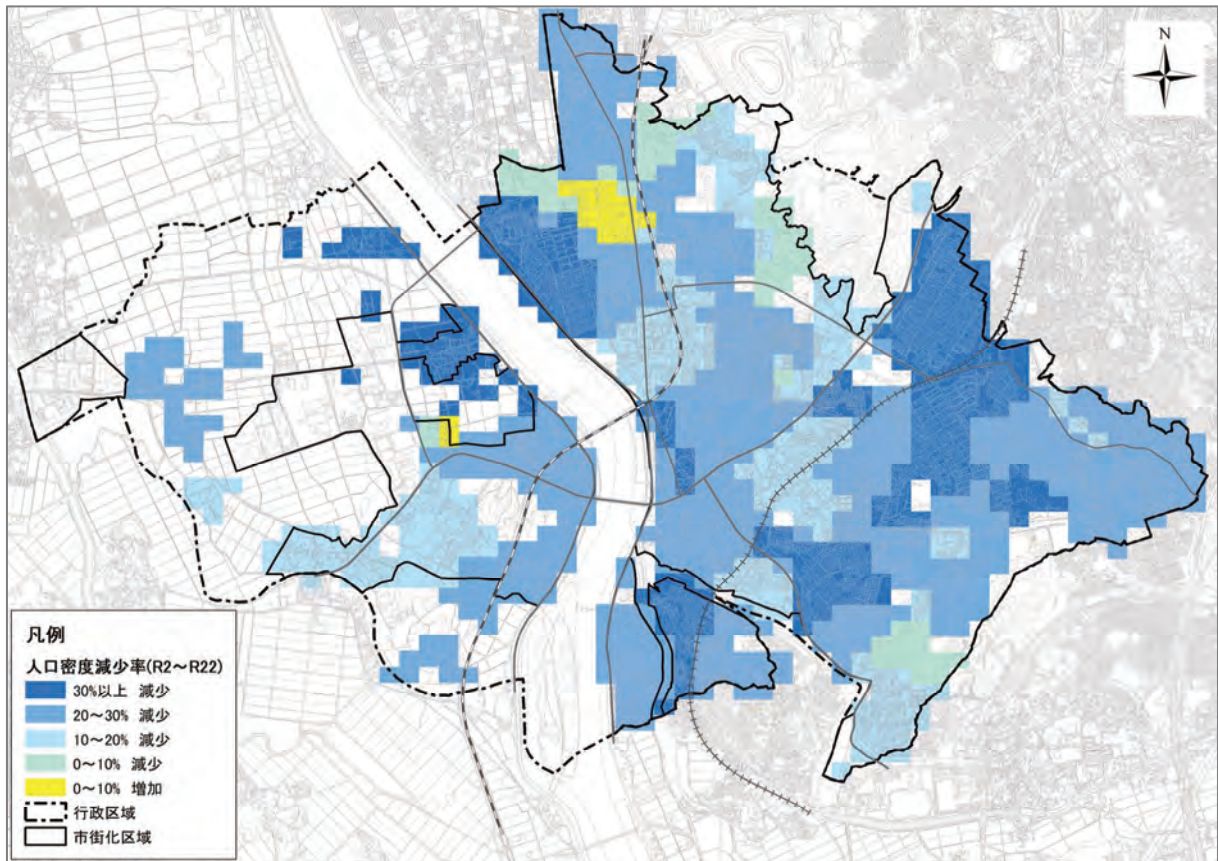 N
凡例
人口密度減少率(R2～R22)
30%以上 減少
20～30% 減少
10～20% 減少
0～10% 減少
0～10% 増加
行政区域
市街化区域